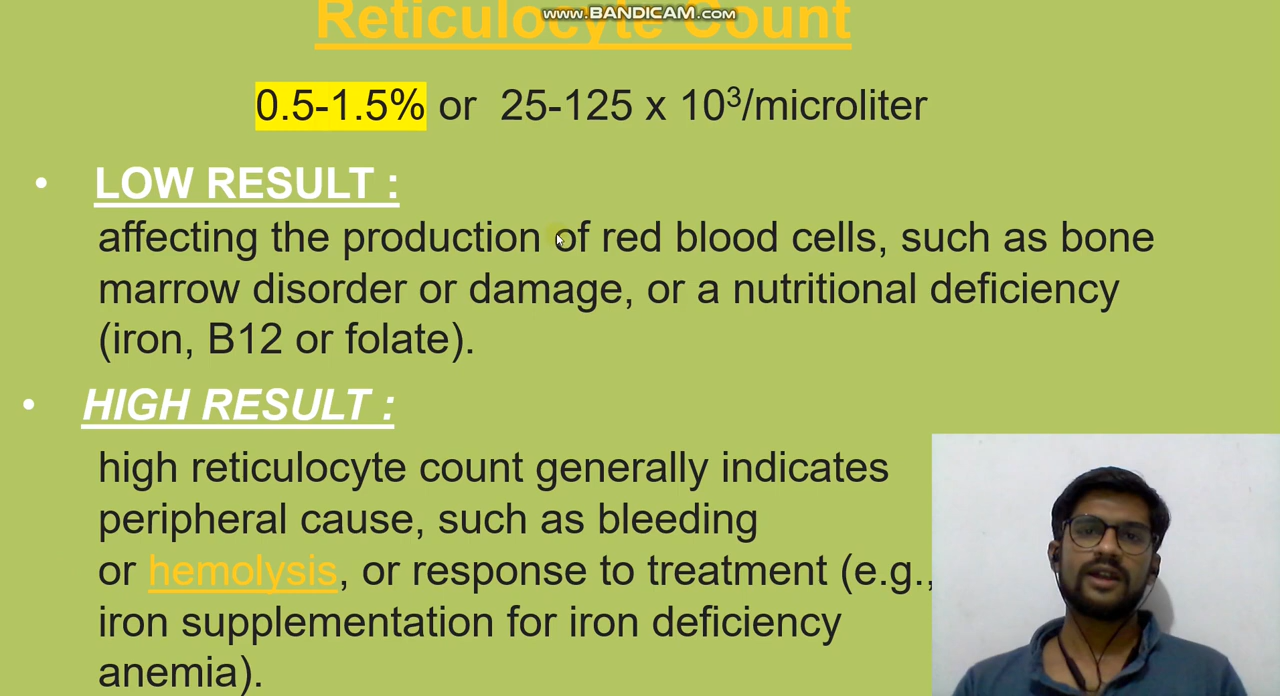 www.BANDICAM.com
Reticulocyte Count
0.5-1.5% or 25-125 x 10³/microliter
• LOW RESULT :
affecting the production of red blood cells, such as bone
marrow disorder or damage, or a nutritional deficiency
(iron, B12 or folate).
• HIGH RESULT :
high reticulocyte count generally indicates
peripheral cause, such as bleeding
or hemolysis, or response to treatment (e.g.,
iron supplementation for iron deficiency
anemia).